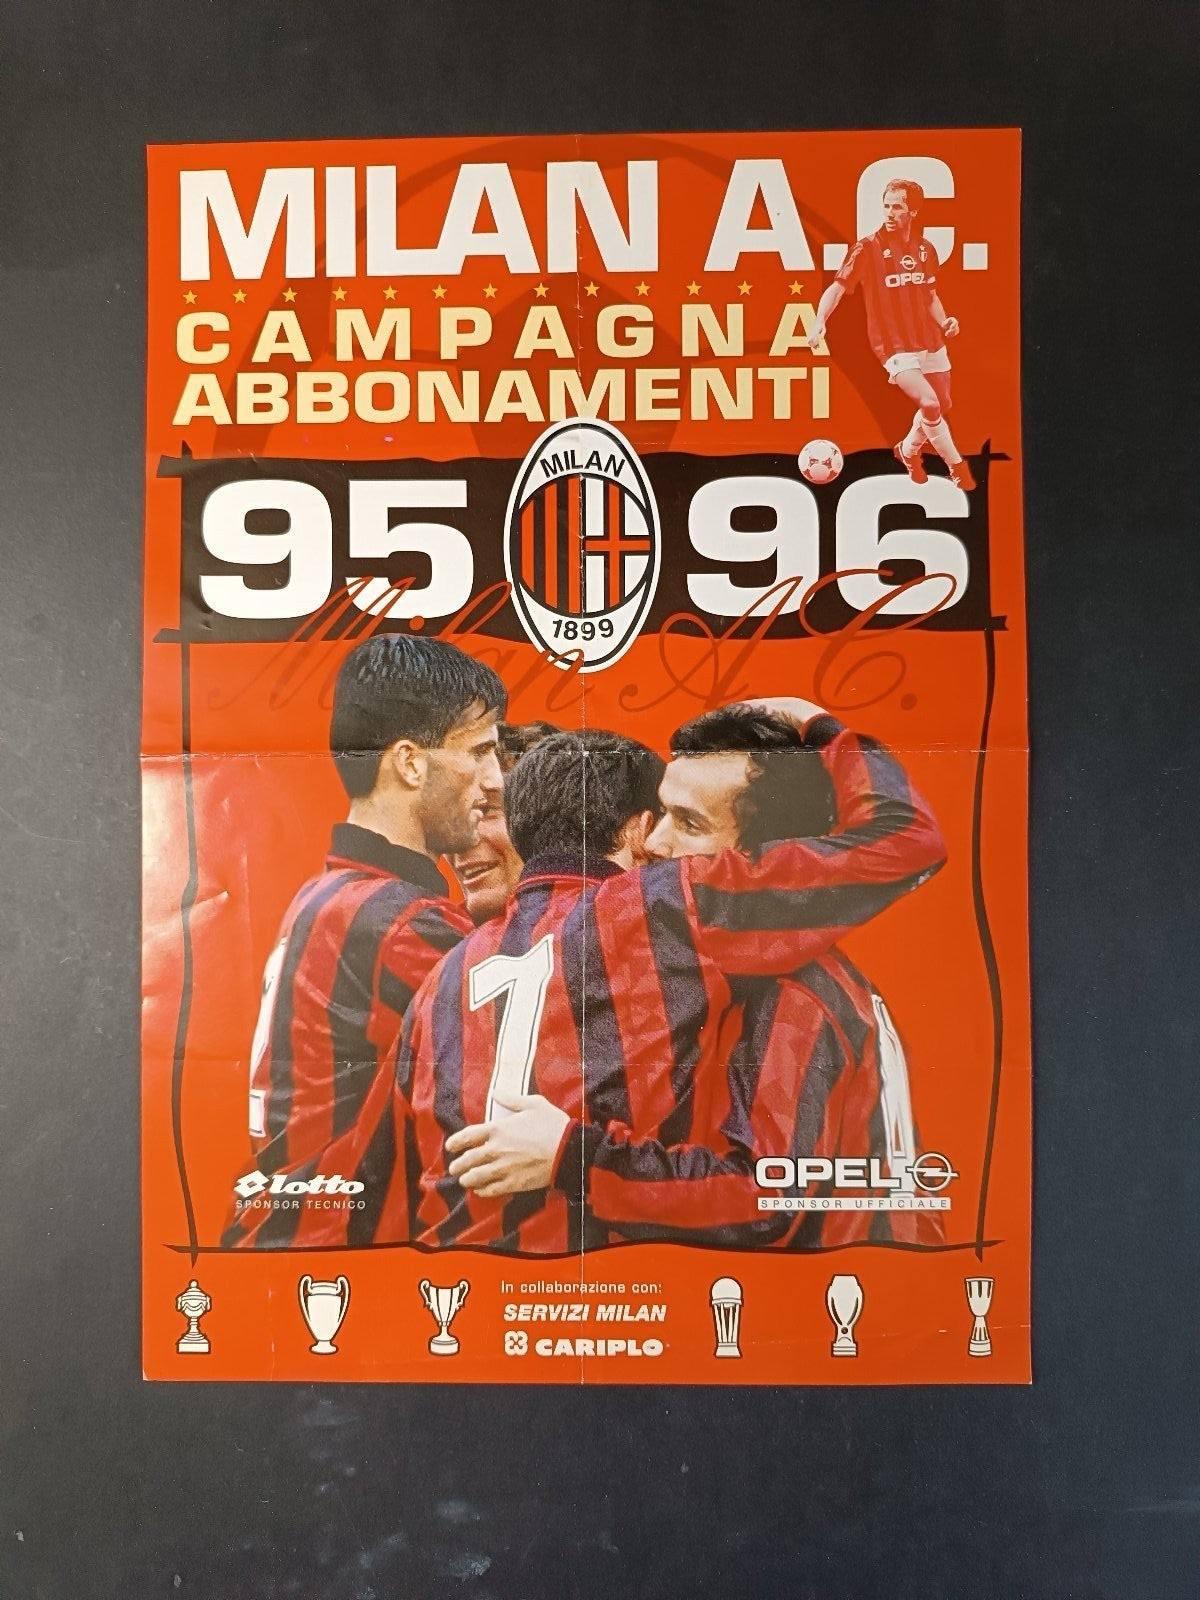 MILAN A.C.
CAMPAGNA
ABBONAMENTI
95 96
MILAN
1899
Milan A.C.
OPEL
7
lotto
SPONSOR TECNICO
OPEL
SPONSOR UFFICIALE
In collaborazione con:
SERVIZI MILAN
CARIPLO